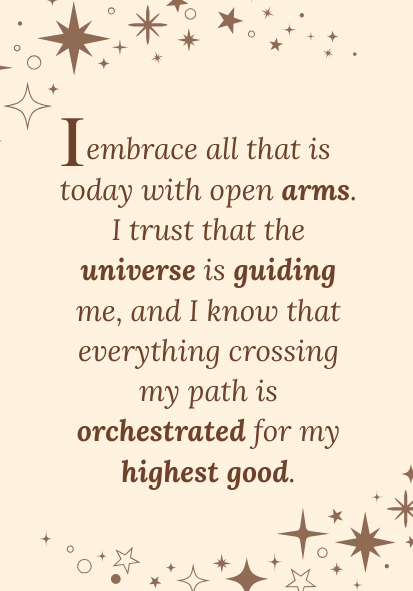 I embrace all that is
today with open arms.
I trust that the
universe is guiding
me, and I know that
everything crossing
my path is
orchestrated for my
highest good.